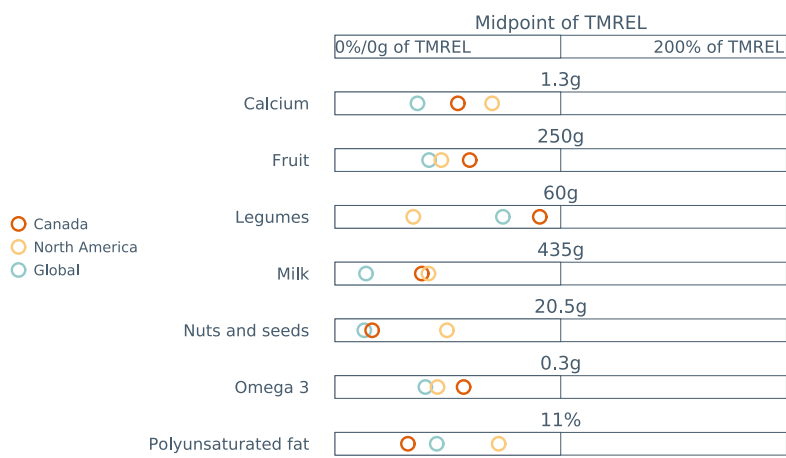 Midpoint of TMREL
0%/0g of TMREL 200% of TMREL
1.3g
Calcium
250g
Fruit
60g
Legumes
Canada
North America
Global
435g
Milk
20.5g
Nuts and seeds
0.3g
Omega 3
11%
Polyunsaturated fat